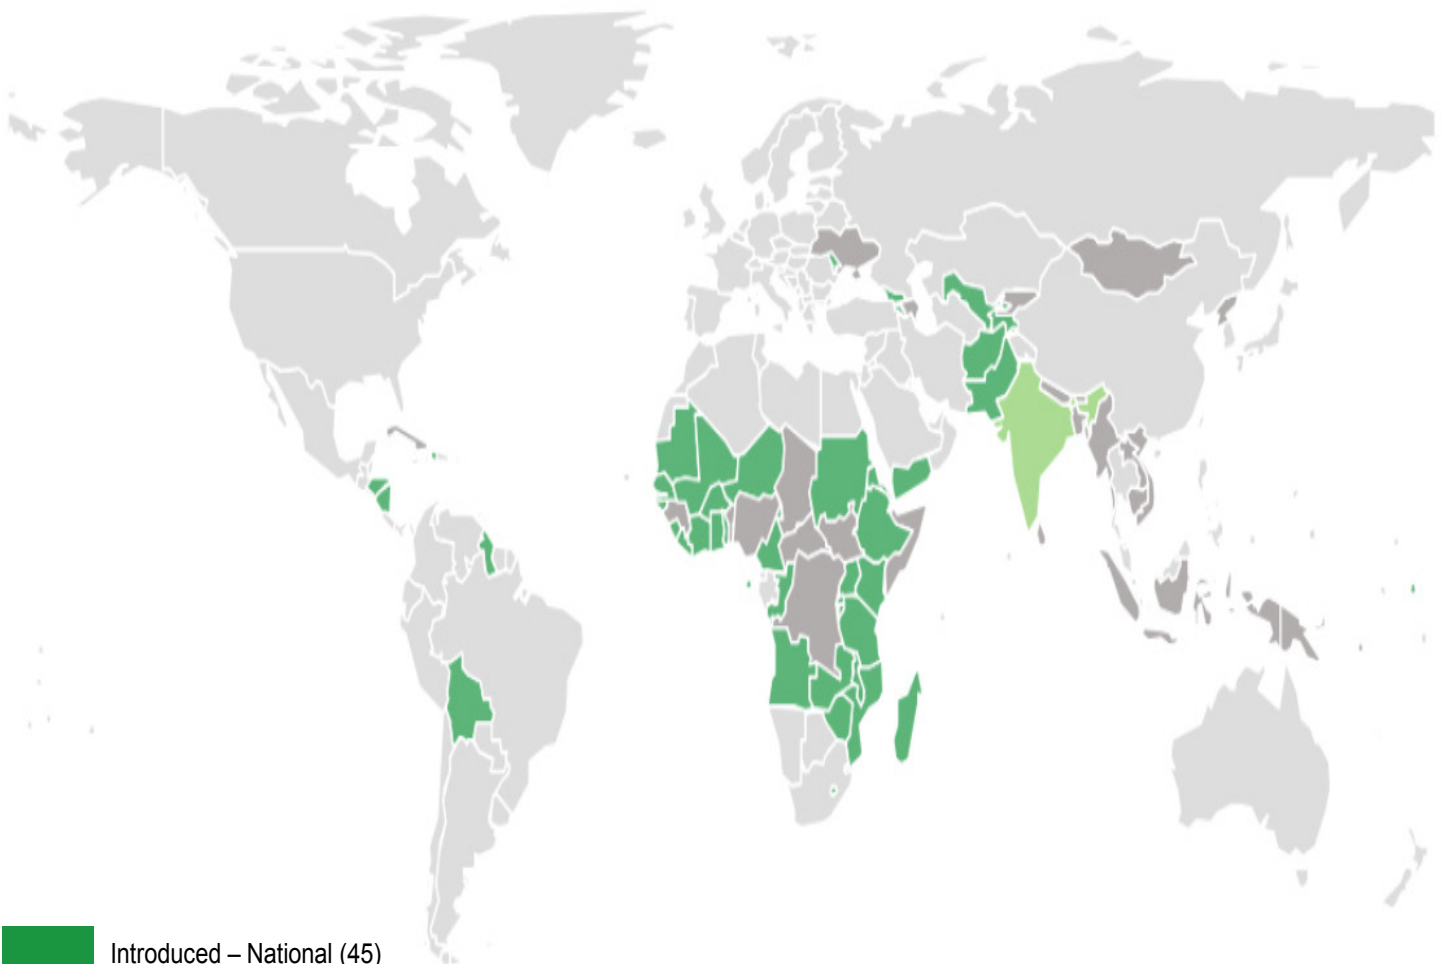 Introduced – National (45)